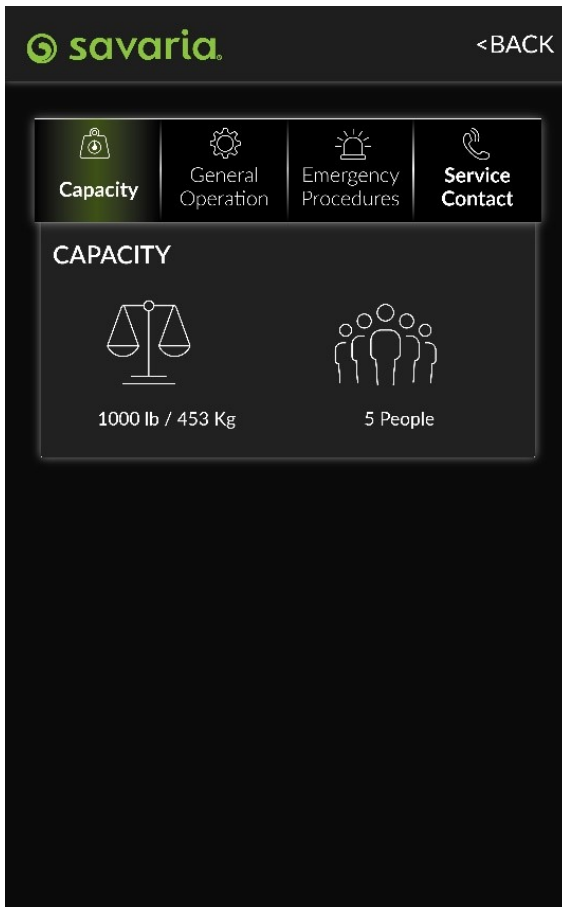 savaria.
<BACK
Capacity
General
Operation
Emergency
Procedures
Service
Contact
CAPACITY
1000 lb / 453 Kg
5 People